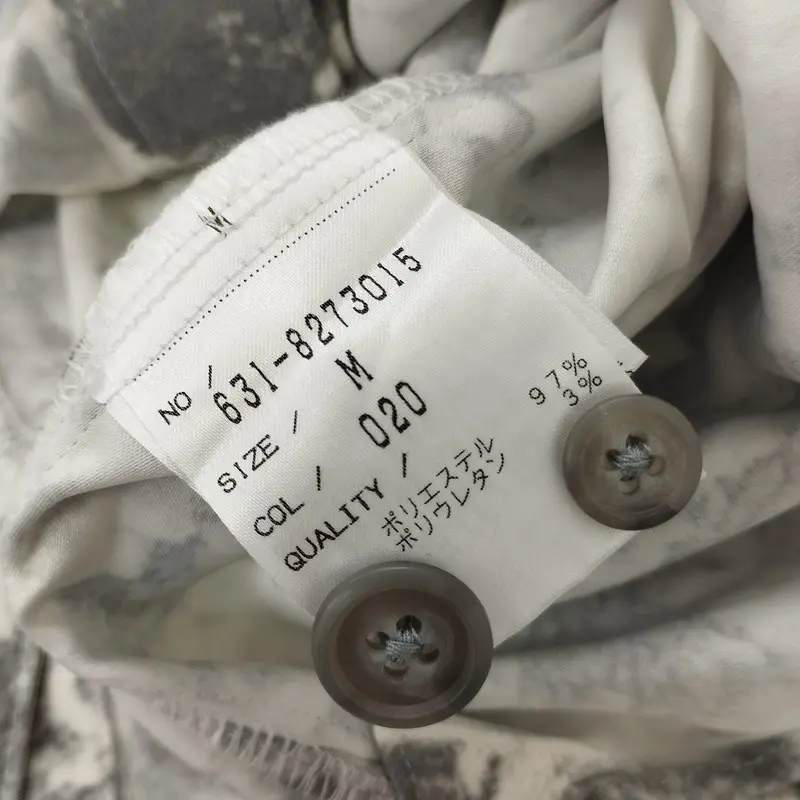 M
NO / 631-8273015
SIZE / M
COL / 020
QUALITY /
ポリエステル 97%
ポリウレタン 3%